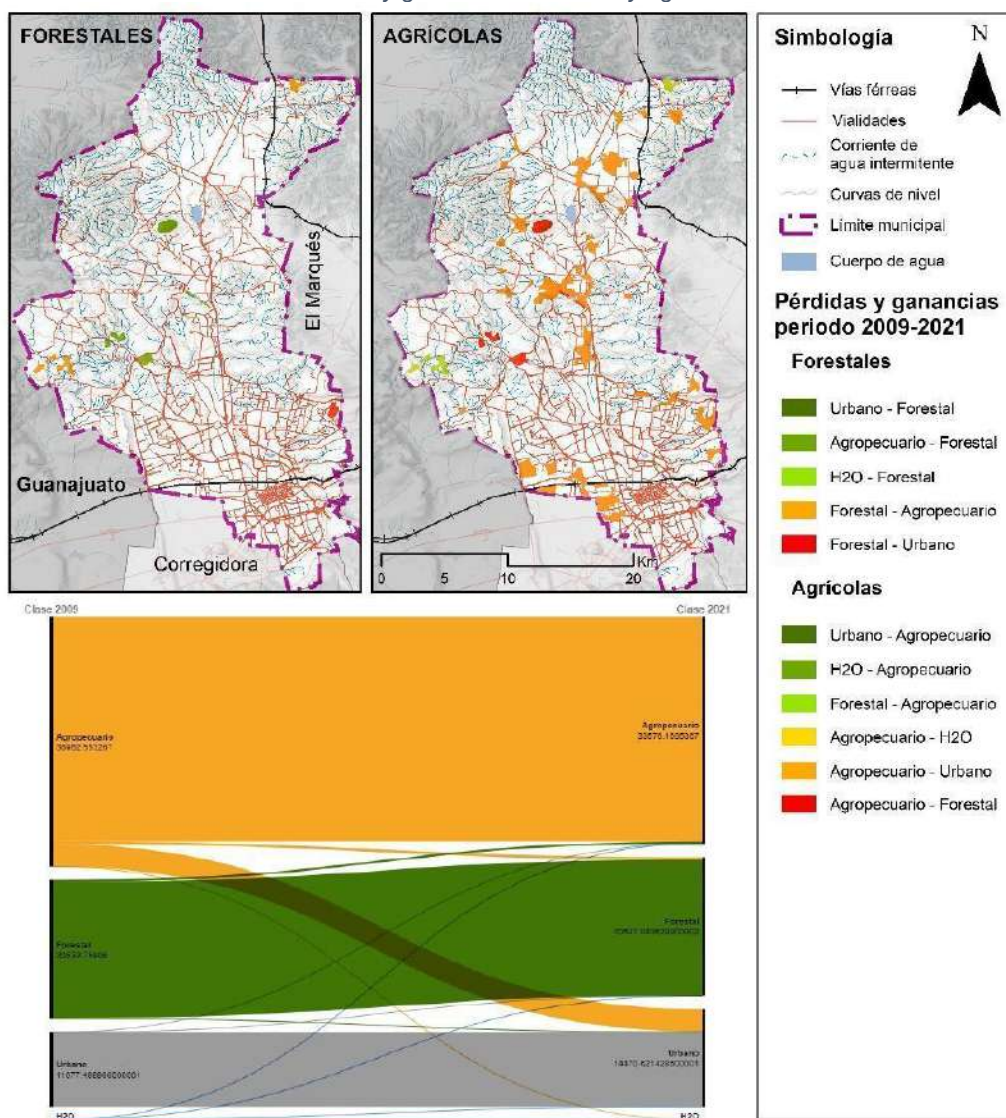 FORESTALES
El Marqués
Guanajuato
Corregidora
AGRÍCOLAS
0 5 10 20
Km
Simbología
N
Vías férreas
Vialidades
Corriente de
agua intermitente
Curvas de nivel
Límite municipal
Cuerpo de agua
Pérdidas y ganancias
periodo 2009-2021
Forestales
Urbano - Forestal
Agropecuario - Forestal
H2O - Forestal
Forestal - Agropecuario
Forestal - Urbano
Agrícolas
Urbano - Agropecuario
H2O - Agropecuario
Forestal - Agropecuario
Agropecuario - H2O
Agropecuario - Urbano
Agropecuario - Forestal
Clase 2009
Clase 2021
Agropecuario
Agropecuario
Forestal
Forestal
Urbano
Urbano
H2O
H2O